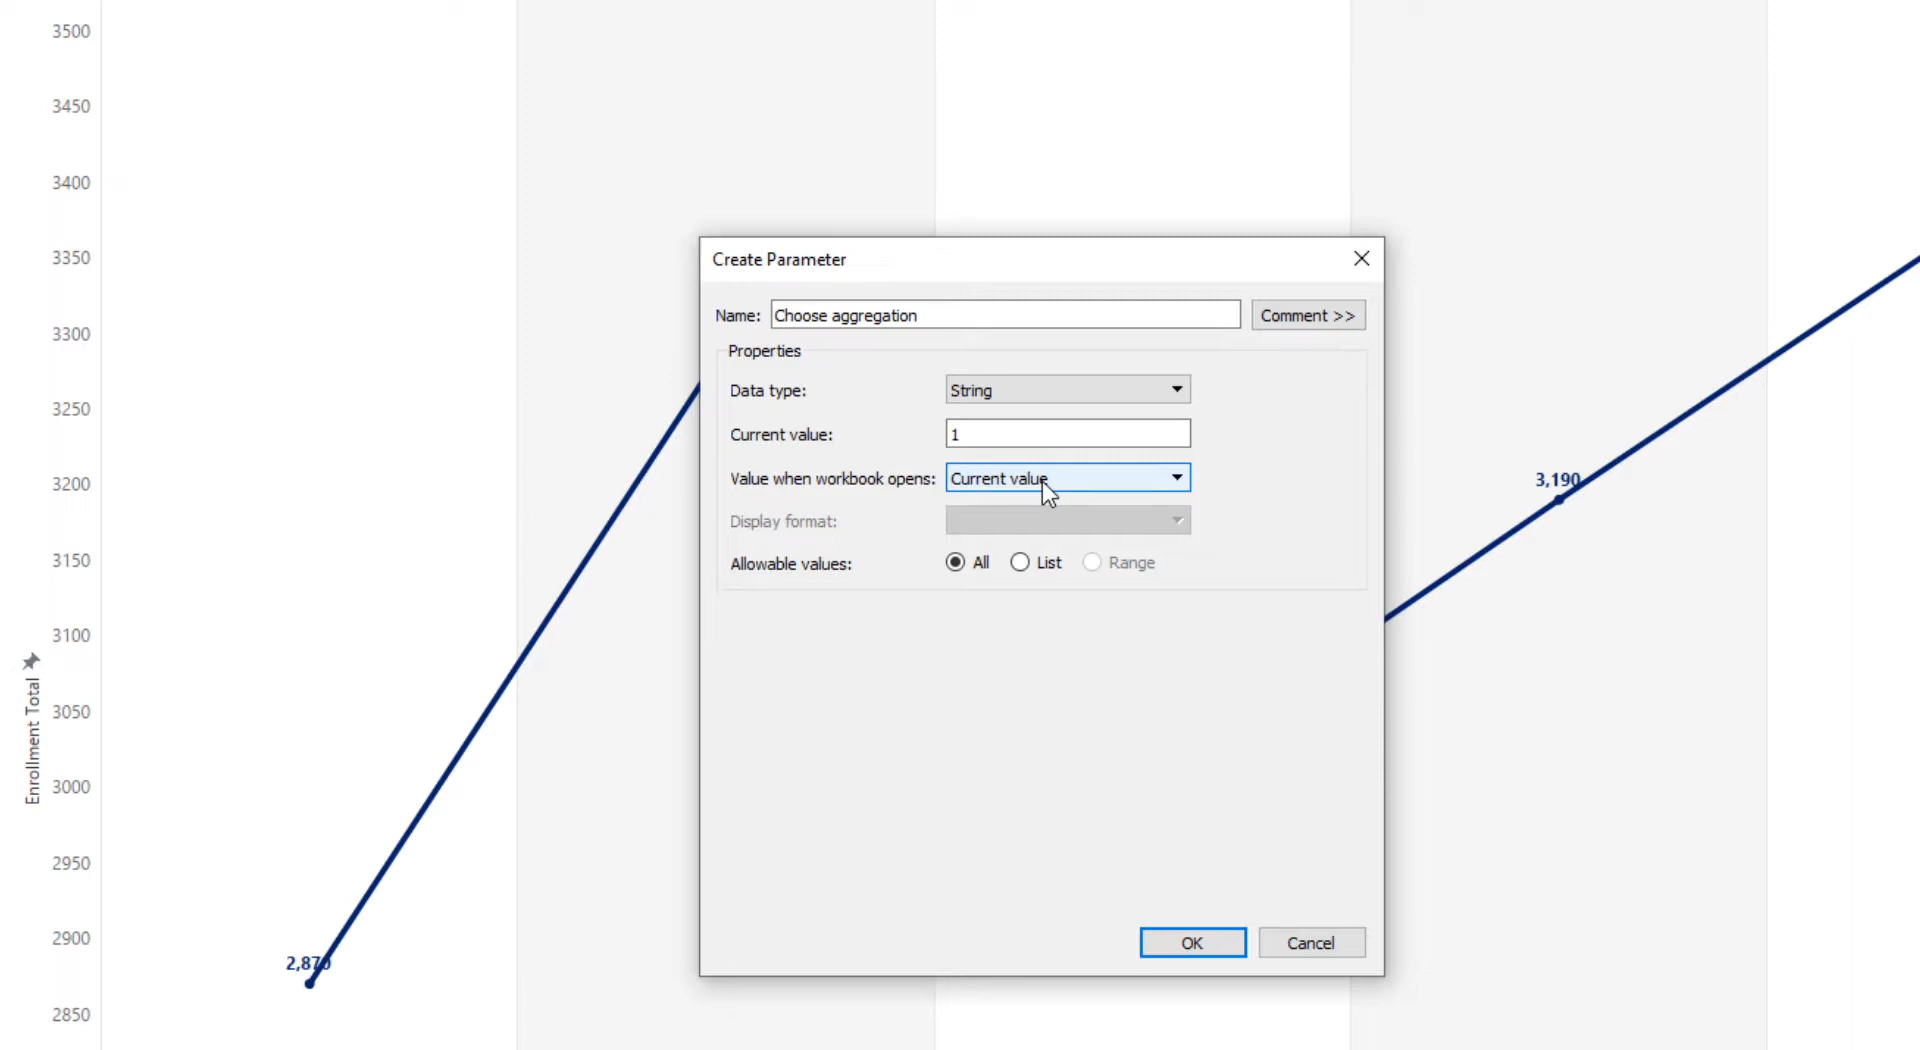 3500
3450
3400
3350
3300
3250
3200
3150
3100
3050
3000
2950
2900
2850
Enrollment Total
2,870
3,190
Create Parameter
Name: Choose aggregation Comment >>
Properties
Data type: String
Current value: 1
Value when workbook opens: Current value
Display format:
Allowable values: All List Range
OK Cancel